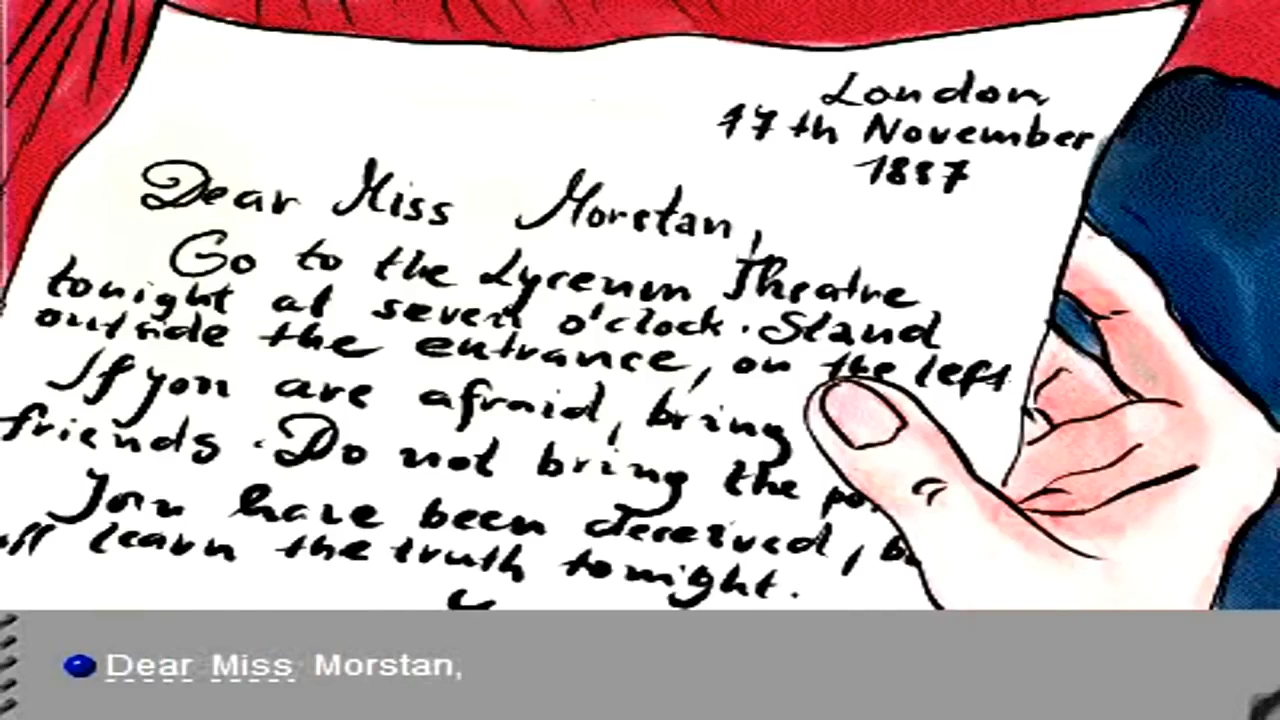 London
17th November
1887
Dear Miss Morstan,
Go to the Lyceum Theatre
tonight at seven o'clock. Stand
outside the entrance, on the left
If you are afraid, bring
friends. Do not bring the
You have been deceived,
learn the truth tonight.
Dear Miss Morstan,